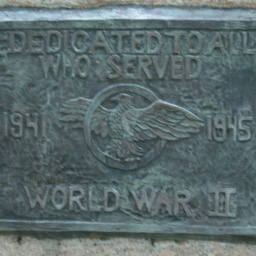 REDEDICATED TO ALL
WHO SERVED
1941 1945
WORLD WAR II